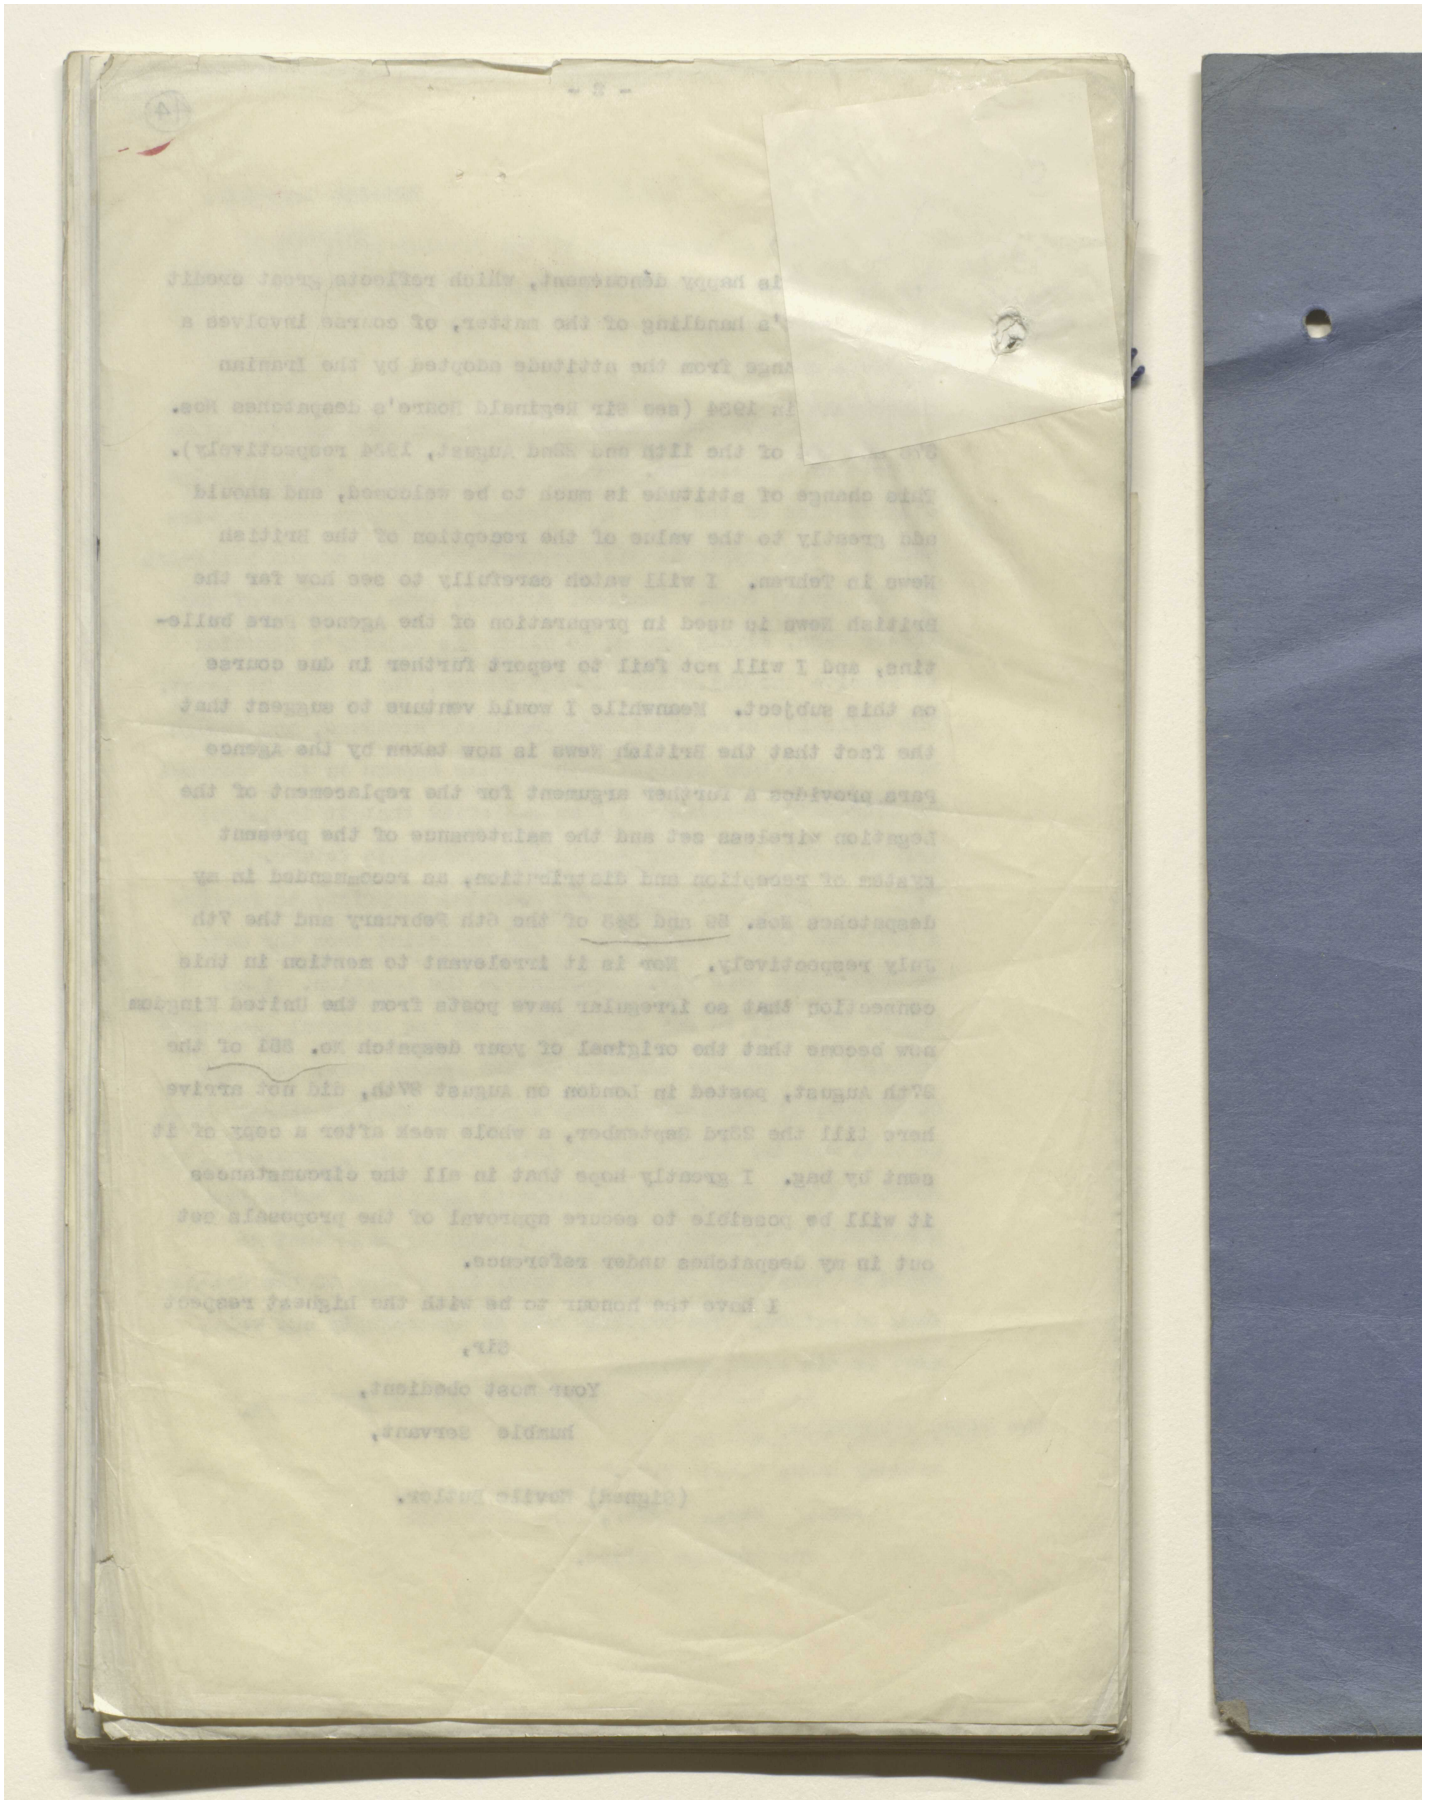 - 2 -
is happy dénouement, which reflects great credit
's handling of the matter, of course involves a
ange from the attitude adopted by the Iranian
in 1934 (see Sir Reginald Hoare's despatches Nos.
of the 11th and 22nd August, 1934 respectively).
This change of attitude is much to be welcomed, and should
add greatly to the value of the reception of the British
News in Tehran. I will watch carefully to see how far the
British News is used in preparation of the Agence Pars bulle-
tins, and I will not fail to report further in due course
on this subject. Meanwhile I would venture to suggest that
the fact that the British News is now taken by the Agence
Pars provides a further argument for the replacement of the
Legation wireless set and the maintenance of the present
system of reception and distribution, as recommended in my
despatches Nos. and of the 6th February and the 7th
July respectively. Nor is it irrelevant to mention in this
connection that so irregular have posts from the United Kingdom
now become that the original of your despatch No. of the
27th August, posted in London on August 27th, did not arrive
here till the 23rd September, a whole week after a copy of it
sent by bag. I greatly hope that in all the circumstances
it will be possible to secure approval of the proposals set
out in my despatches under reference.
I have the honour to be with the highest respect
Sir,
Your most obedient,
humble Servant,
(Signed) Nevile Butler.